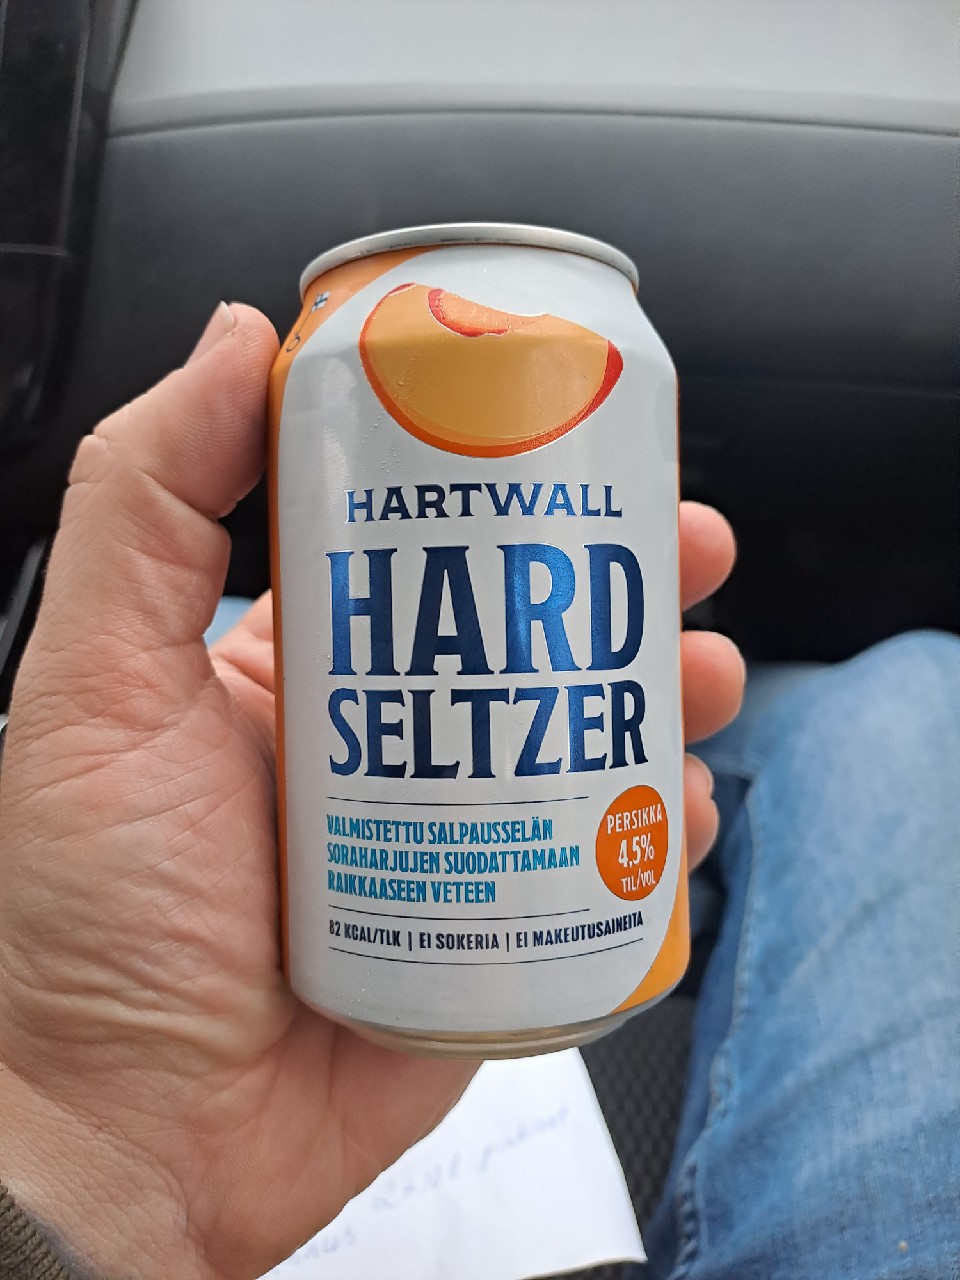 HARTWALL
HARD
SELTZER
VALMISTETTU SALPAUSSELÄN
SORAHARJUJEN SUODATTAMAAN
RAIKKAASEEN VETEEN
PERSIKKA
4,5%
TIL/VOL
82 KCAL/TLK | EI SOKERIA | EI MAKEUTUSAINEITA